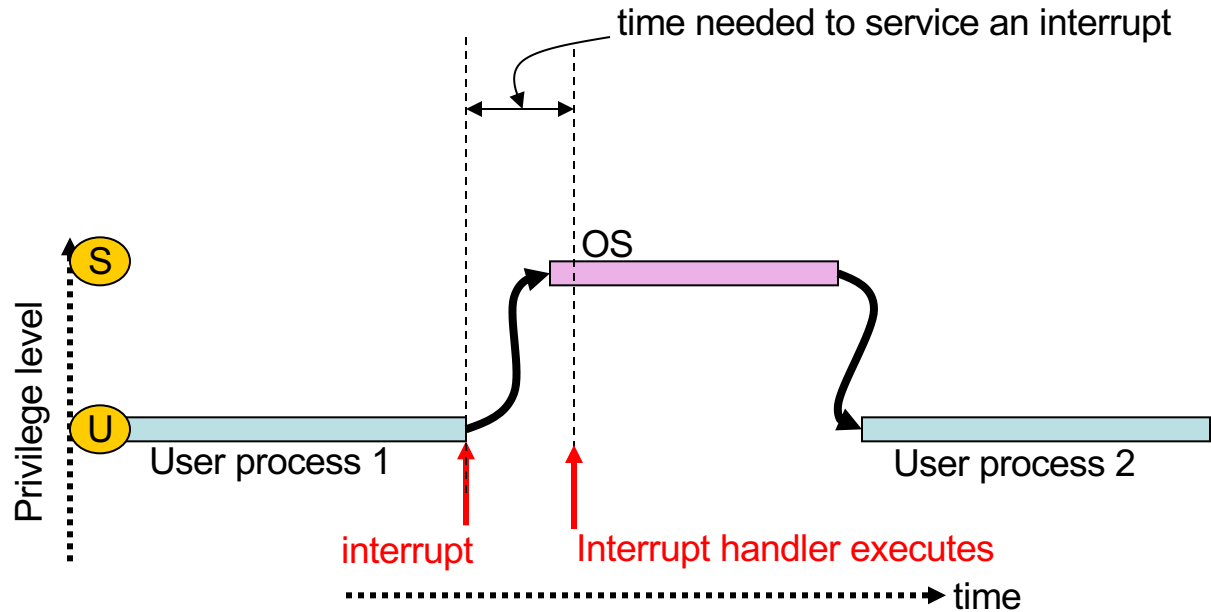 time needed to service an interrupt
OS
S
Privilege level
U
User process 1
User process 2
interrupt
Interrupt handler executes
time